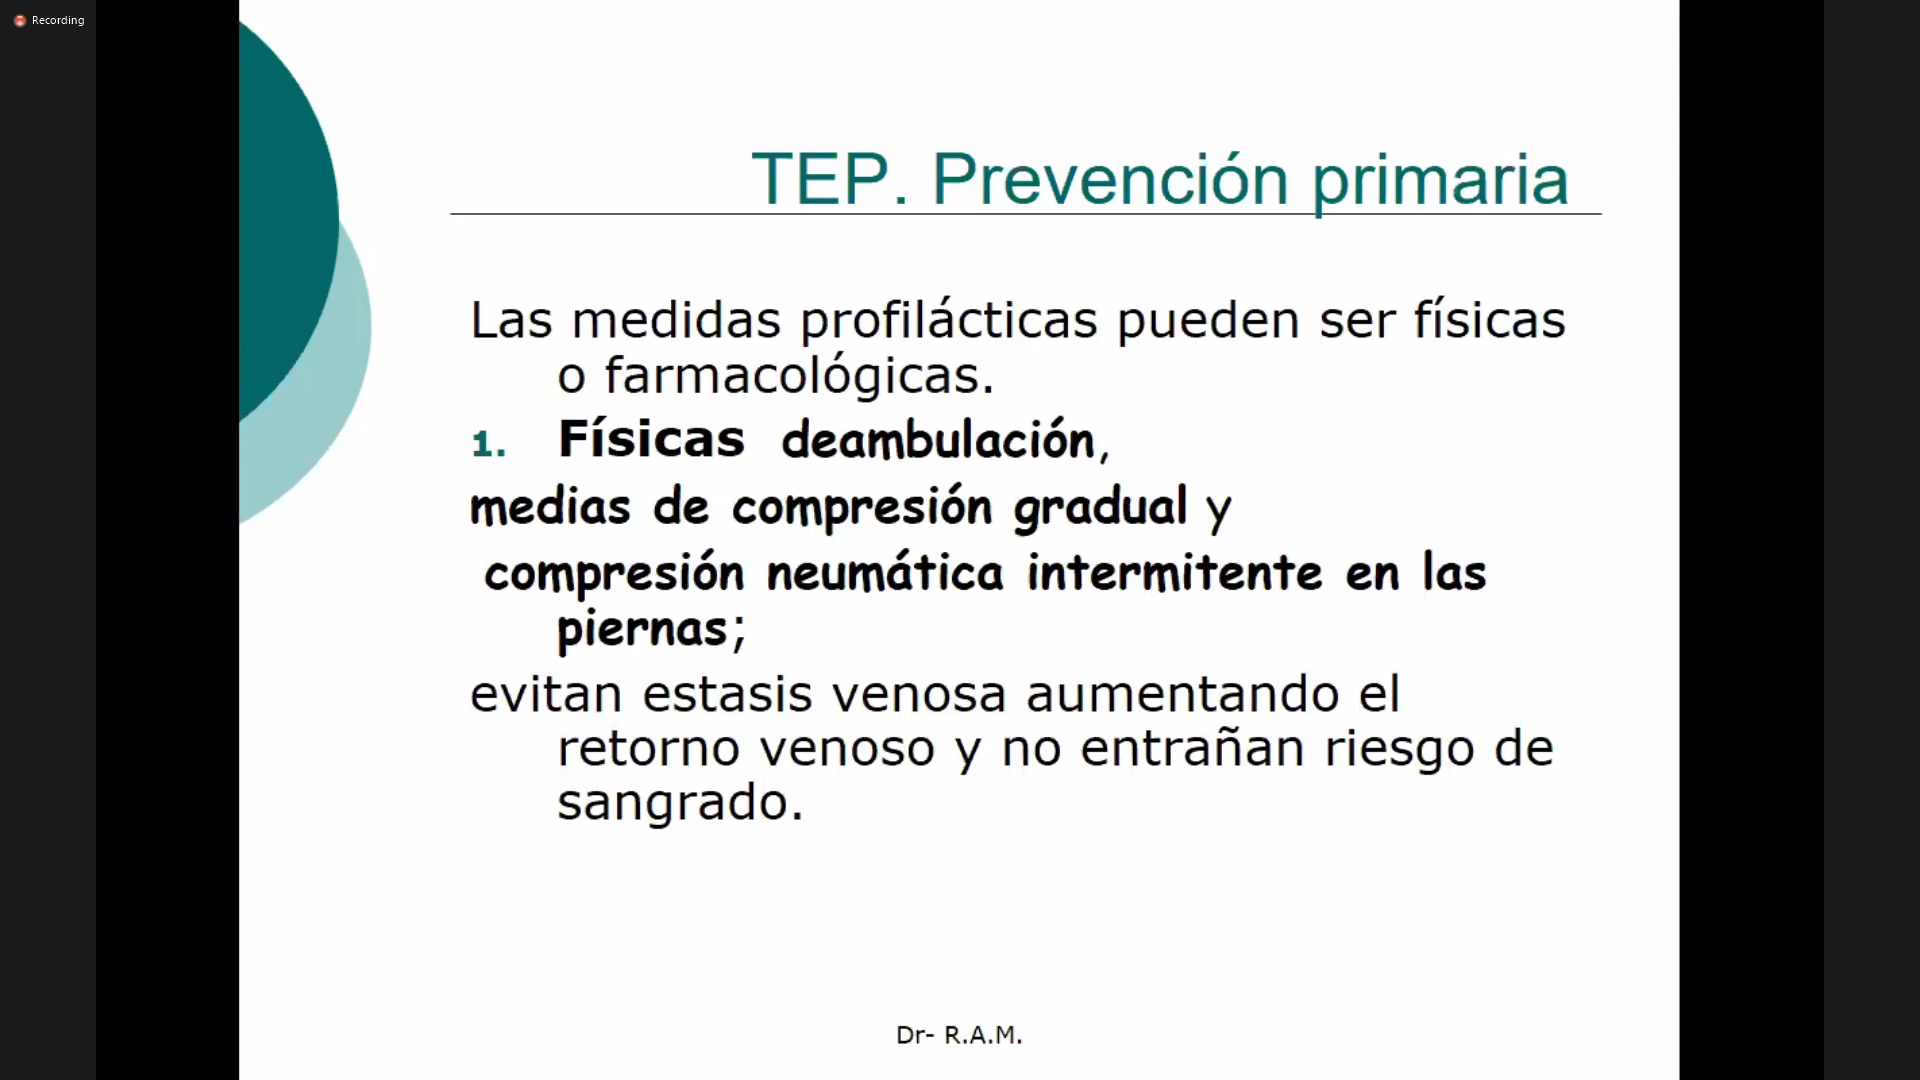 Recording
TEP. Prevención primaria
Las medidas profilácticas pueden ser físicas
o farmacológicas.
1. Físicas deambulación,
medias de compresión gradual y
compresión neumática intermitente en las
piernas;
evitan estasis venosa aumentando el
retorno venoso y no entrañan riesgo de
sangrado.
Dr- R.A.M.